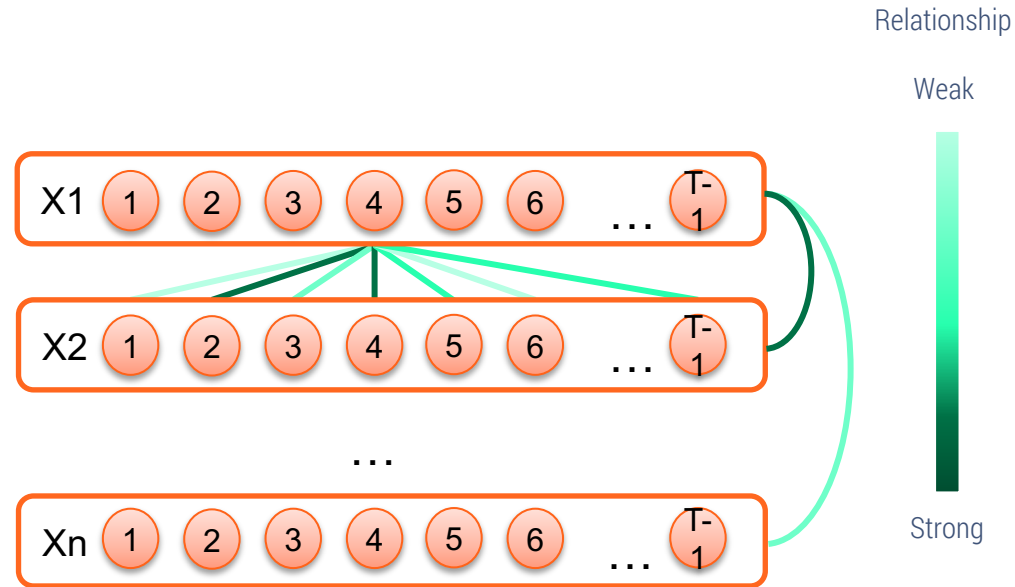 Relationship
Weak
X1 1 2 3 4 5 6 ... T-1
X2 1 2 3 4 5 6 ... T-1
...
Xn 1 2 3 4 5 6 ... T-1
Strong